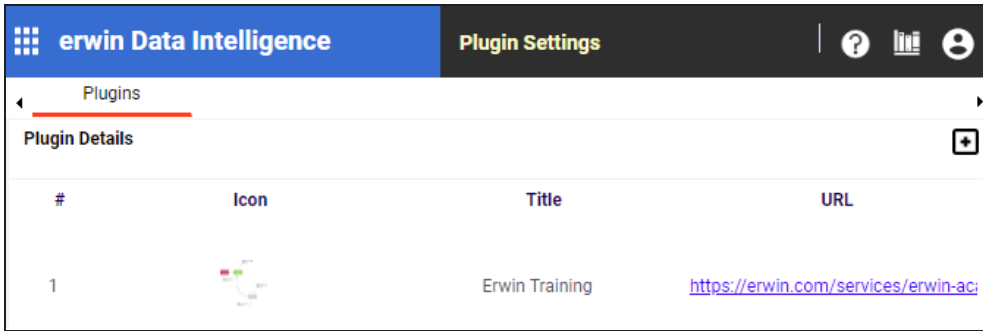 erwin Data Intelligence Plugin Settings
Plugins
Plugin Details
# Icon Title URL
1 Erwin Training https://erwin.com/services/erwin-aca